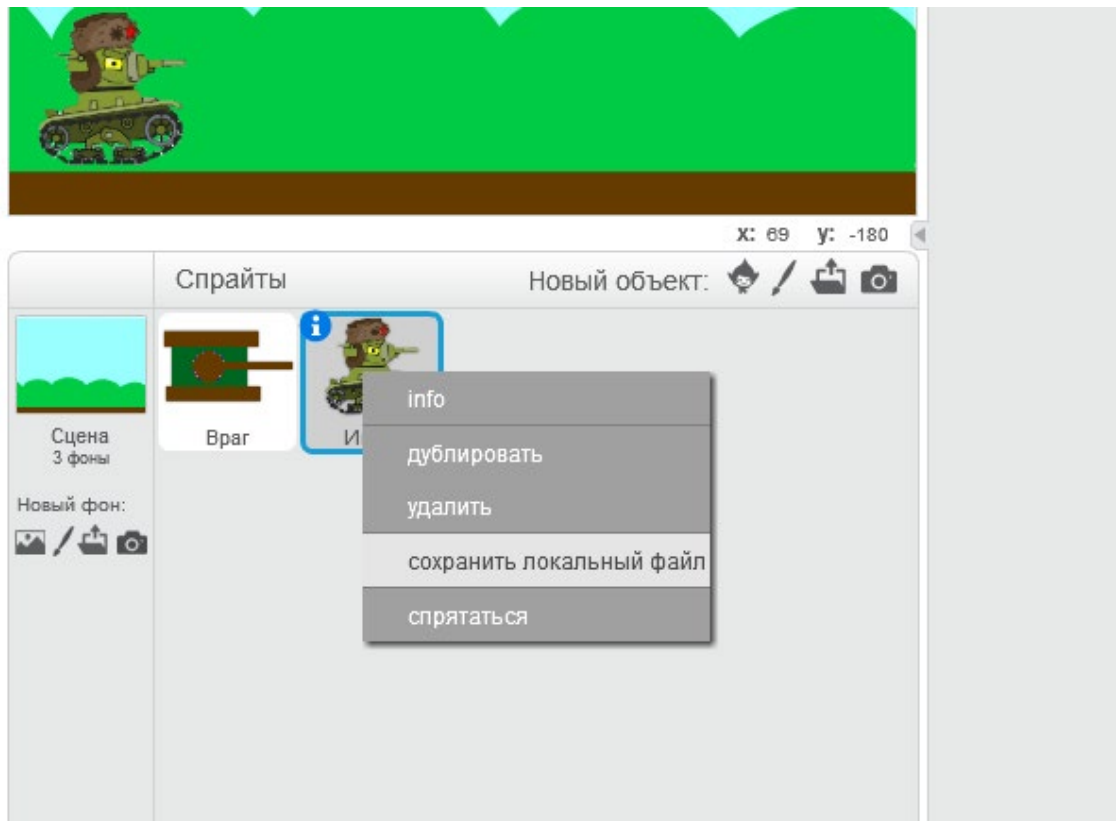 x: 69 y: -180
Спрайты Новый объект:
info
дублировать
удалить
сохранить локальный файл
спрятаться
Сцена
3 фоны
Враг
Новый фон: